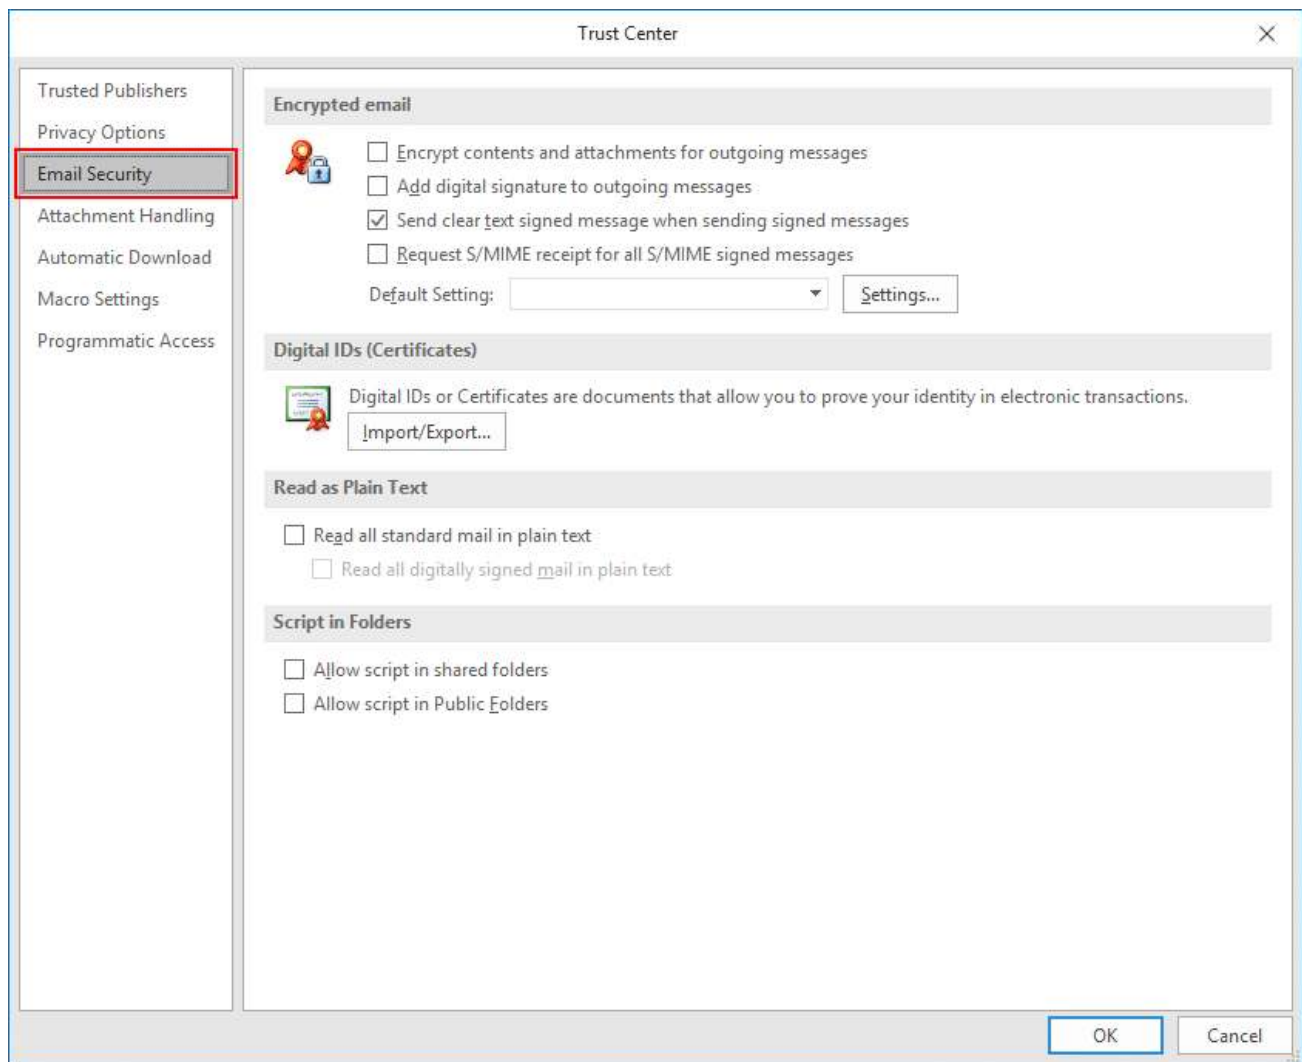 Trust Center
Trusted Publishers
Privacy Options
Email Security
Attachment Handling
Automatic Download
Macro Settings
Programmatic Access
Encrypted email
Encrypt contents and attachments for outgoing messages
Add digital signature to outgoing messages
Send clear text signed message when sending signed messages
Request S/MIME receipt for all S/MIME signed messages
Default Setting:
Settings...
Digital IDs (Certificates)
Digital IDs or Certificates are documents that allow you to prove your identity in electronic transactions.
Import/Export...
Read as Plain Text
Read all standard mail in plain text
Read all digitally signed mail in plain text
Script in Folders
Allow script in shared folders
Allow script in Public Folders
OK
Cancel